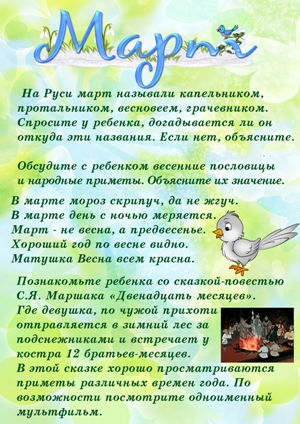 Март
На Руси март называли капельником,
протальником, весновеем, грачевником.
Спросите у ребенка, догадывается ли он
откуда эти названия. Если нет, объясните.
Обсудите с ребенком весенние пословицы
и народные приметы. Объясните их значение.
В марте мороз скрипуч, да не жгуч.
В марте день с ночью меряется.
Март - не весна, а предвесенье.
Хороший год по весне видно.
Матушка Весна всем красна.
Познакомьте ребенка со сказкой-повестью
С.Я. Маршака «Двенадцать месяцев».
Где девушка, по чужой прихоти
отправляется в зимний лес за
подснежниками и встречает у
костра 12 братьев-месяцев.
В этой сказке хорошо просматриваются
приметы различных времен года. По
возможности посмотрите одноименный
мультфильм.